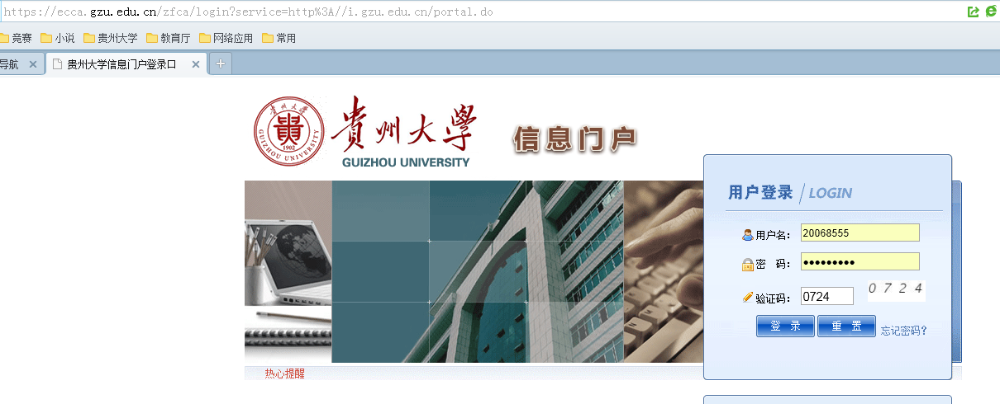 https://ecca.gzu.edu.cn/zfca/login?service=http%3A//i.gzu.edu.cn/portal.do
竞赛 小说 贵州大学 教育厅 网络应用 常用
导航 贵州大学信息门户登录口
貴州大学
GUIZHOU UNIVERSITY
1902
貴州大學
GUIZHOU UNIVERSITY
信息门户
用户登录 / LOGIN
用户名： 20068555
密 码： ●●●●●●●●●
验证码： 0724 0 7 2 4
登 录 重 置 忘记密码?
热心提醒